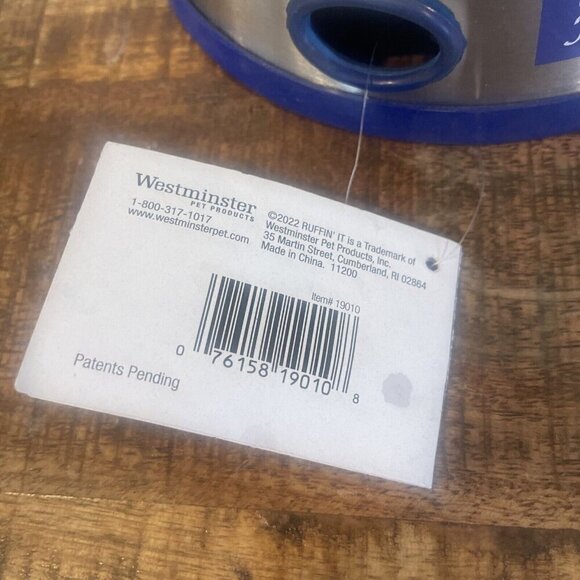 Westminster
PET PRODUCTS
1-800-317-1017
www.westminsterpet.com
©2022 RUFFIN' IT is a Trademark of
Westminster Pet Products, Inc.
35 Martin Street, Cumberland, RI 02864
Made in China. 11200
Item# 19010
0 76158 19010 8
Patents Pending